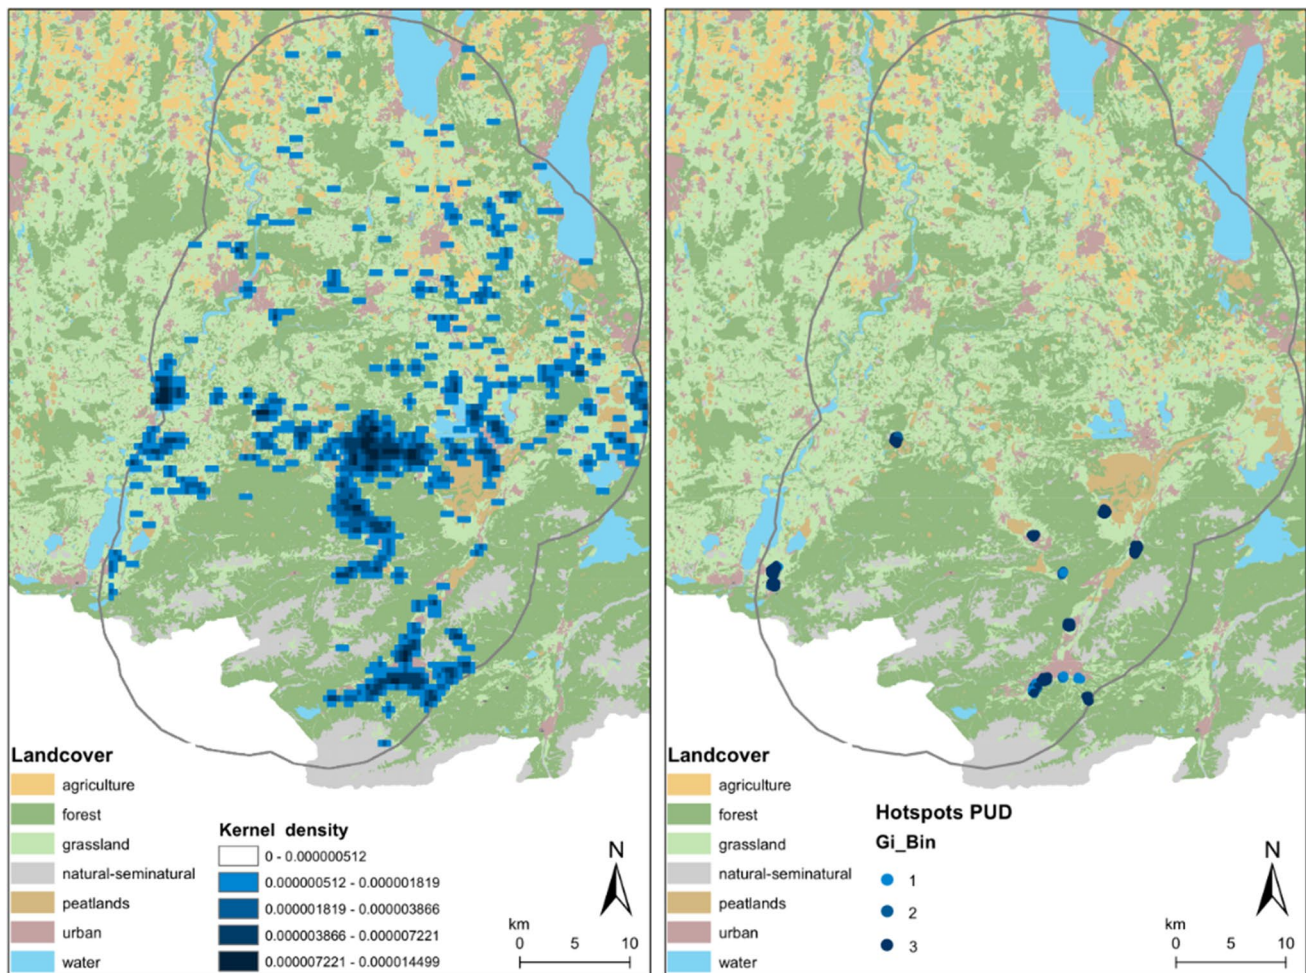 Landcover
agriculture
forest
grassland
natural-seminatural
peatlands
urban
water
Kernel density
0 - 0.000000512
0.000000512 - 0.000001819
0.000001819 - 0.000003866
0.000003866 - 0.000007221
0.000007221 - 0.000014499
N
km
0 5 10
Landcover
agriculture
forest
grassland
natural-seminatural
peatlands
urban
water
Hotspots PUD
Gi_Bin
1
2
3
N
km
0 5 10